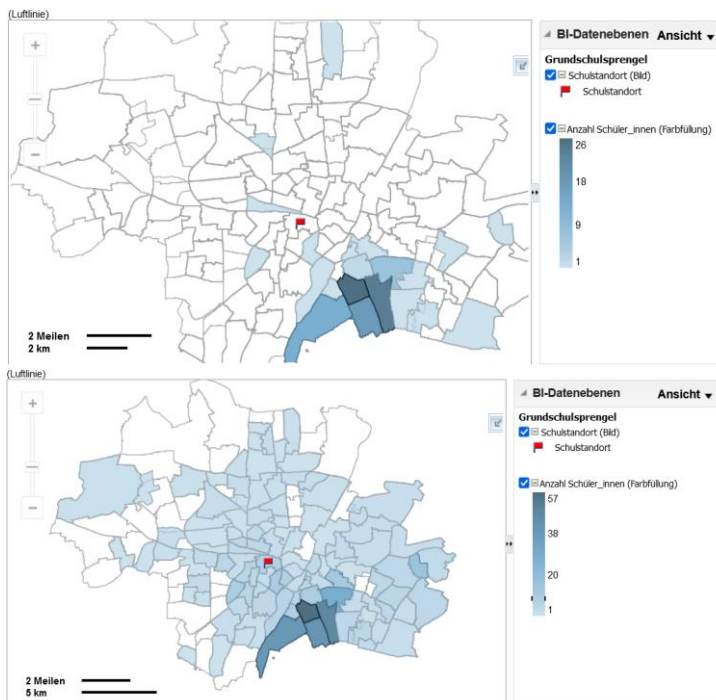 (Luftlinie)
BI-Datenebenen Ansicht
Grundschulsprengel
Schulstandort (Bild)
Schulstandort
Anzahl Schüler_innen (Farbfüllung)
26
18
9
1
2 Meilen
2 km
(Luftlinie)
BI-Datenebenen Ansicht
Grundschulsprengel
Schulstandort (Bild)
Schulstandort
Anzahl Schüler_innen (Farbfüllung)
57
38
20
1
2 Meilen
5 km